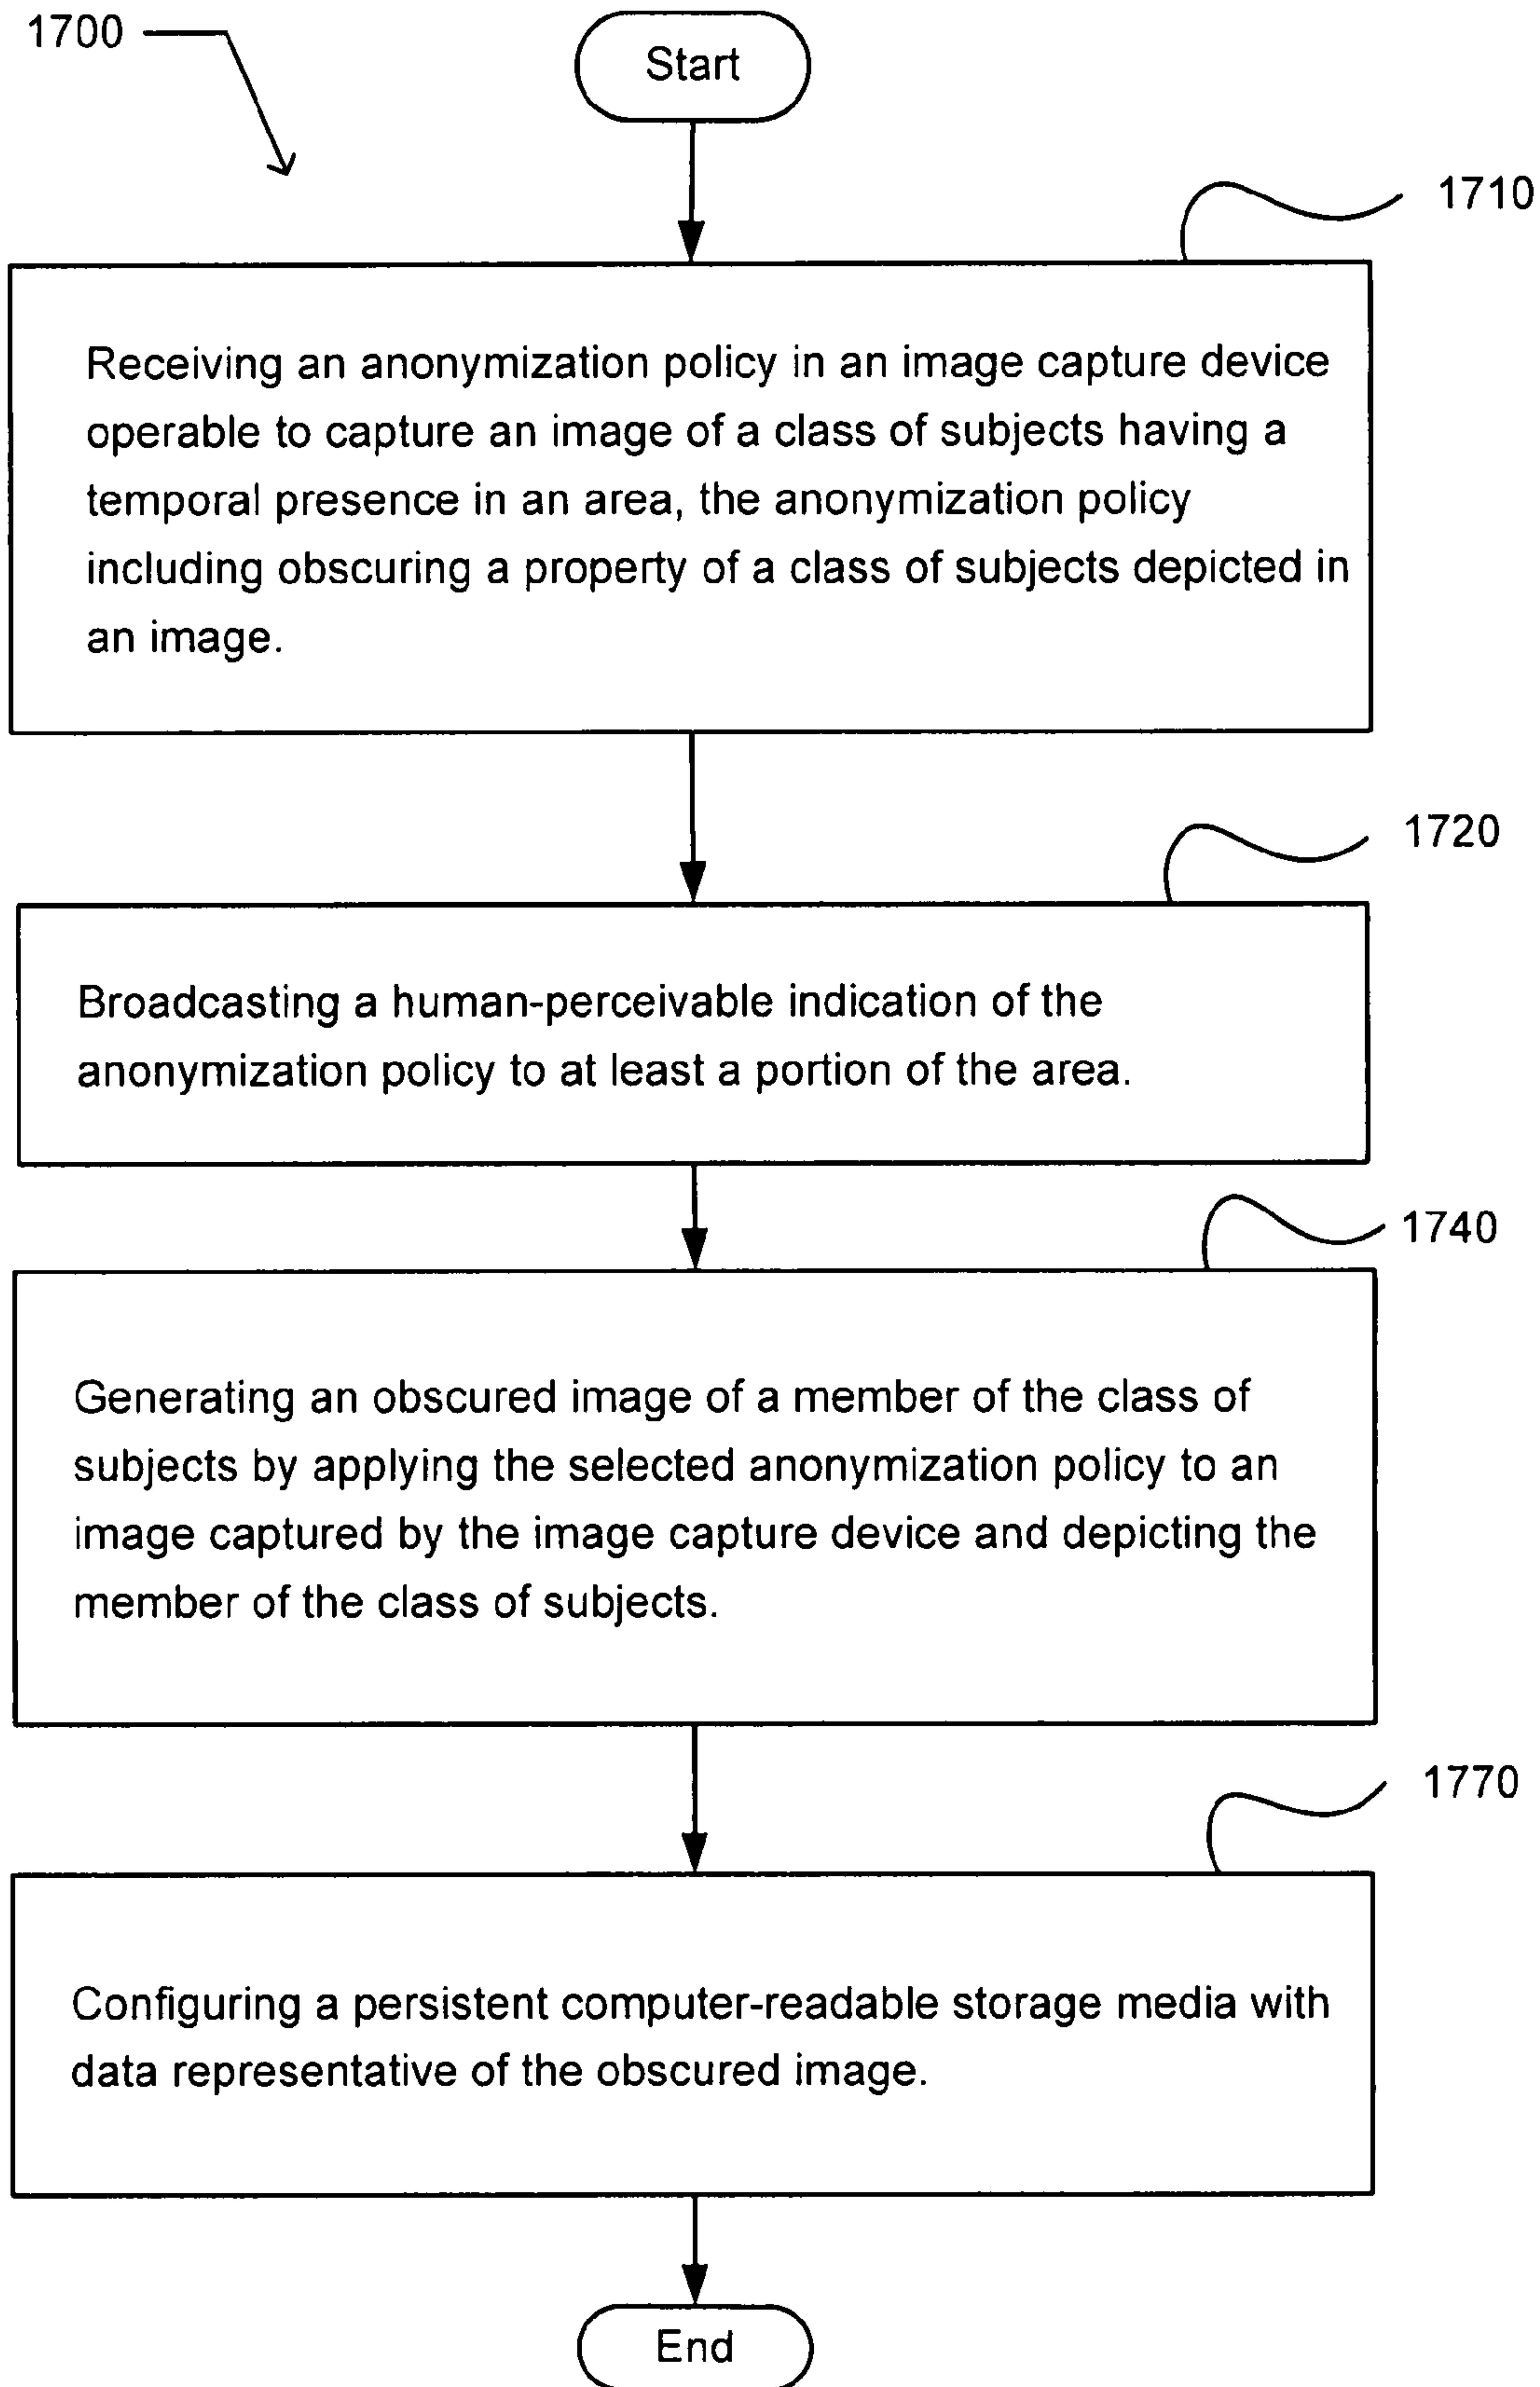 1700
Start
1710
Receiving an anonymization policy in an image capture device
operable to capture an image of a class of subjects having a
temporal presence in an area, the anonymization policy
including obscuring a property of a class of subjects depicted in
an image.
1720
Broadcasting a human-perceivable indication of the
anonymization policy to at least a portion of the area.
1740
Generating an obscured image of a member of the class of
subjects by applying the selected anonymization policy to an
image captured by the image capture device and depicting the
member of the class of subjects.
1770
Configuring a persistent computer-readable storage media with
data representative of the obscured image.
End